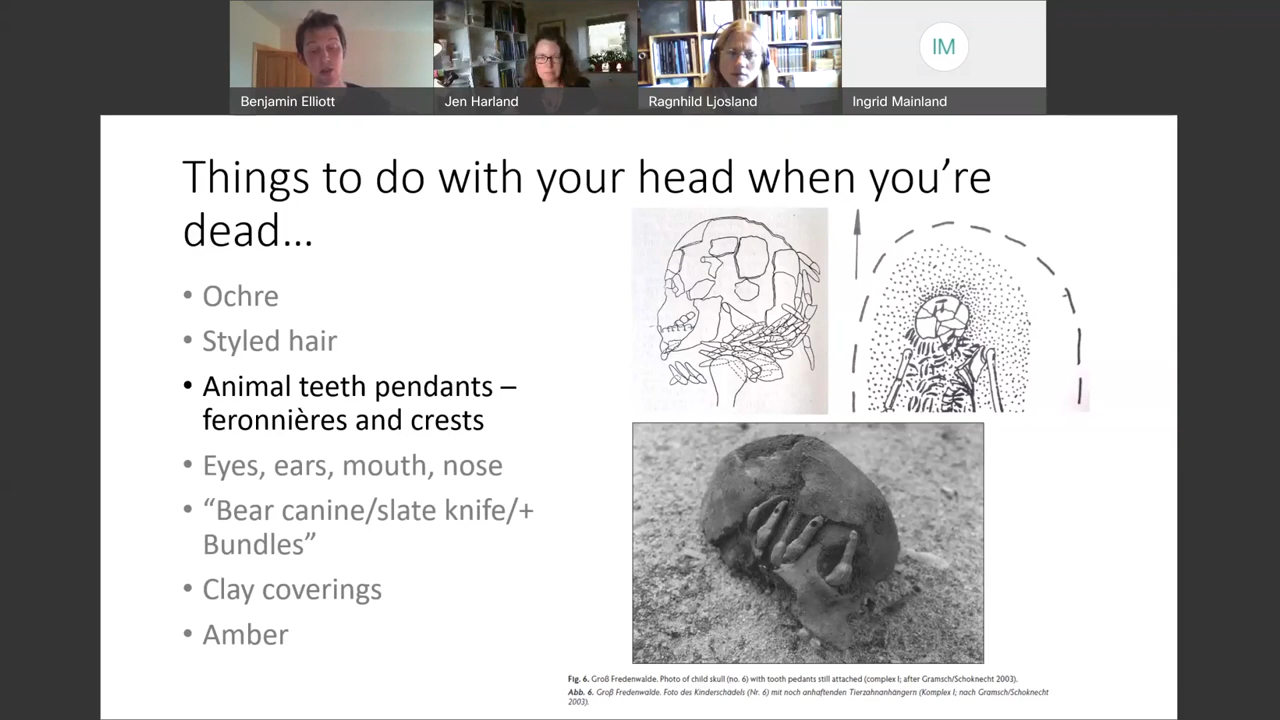 Benjamin Elliott
Jen Harland
Ragnhild Ljosland
IM
Ingrid Mainland
Things to do with your head when you’re
dead…
• Ochre
• Styled hair
• Animal teeth pendants –
feronnières and crests
• Eyes, ears, mouth, nose
• “Bear canine/slate knife/+
Bundles”
• Clay coverings
• Amber
Fig. 6. Groß Fredenwalde. Photo of child skull (no. 6) with tooth pedants still attached (complex I; after Gramsch/Schoknecht 2003).
Abb. 6. Groß Fredenwalde. Foto des Kinderschädels (Nr. 6) mit noch anhaftenden Tierzahnanhängern (Komplex I; nach Gramsch/Schoknecht
2003).